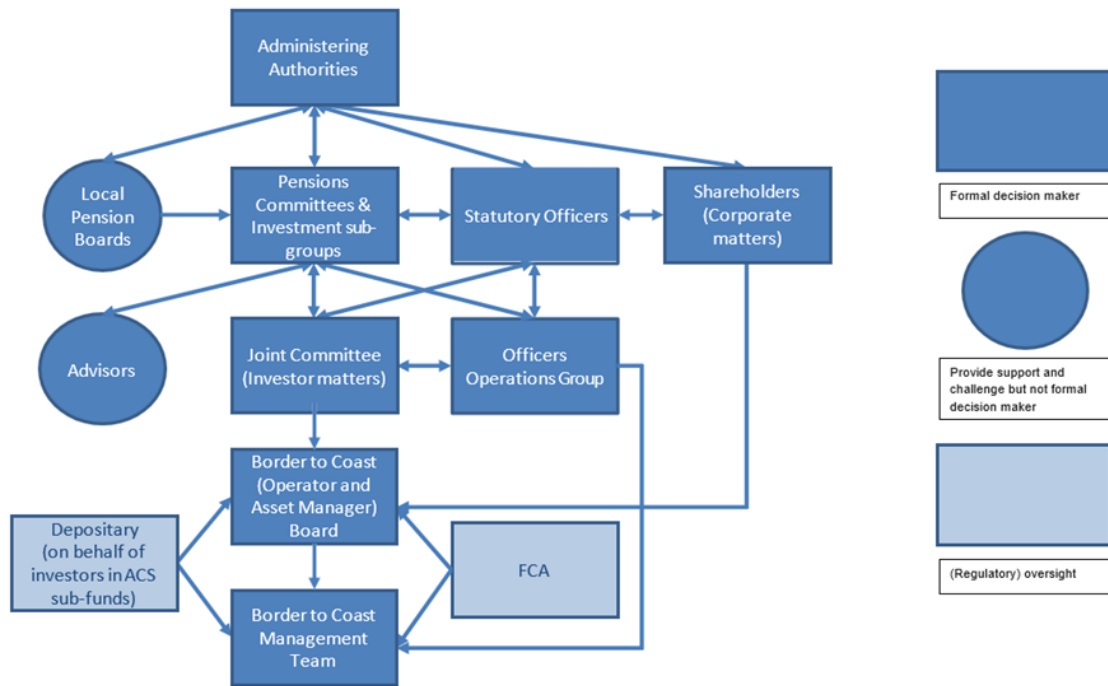 Administering
Authorities
Local
Pension
Boards
Pensions
Committees &
Investment sub-
groups
Statutory Officers
Shareholders
(Corporate
matters)
Formal decision maker
Advisors
Joint Committee
(Investor matters)
Officers
Operations Group
Provide support and
challenge but not formal
decision maker
Border to Coast
(Operator and
Asset Manager)
Board
Depositary
(on behalf of
investors in ACS
sub-funds)
FCA
(Regulatory) oversight
Border to Coast
Management
Team